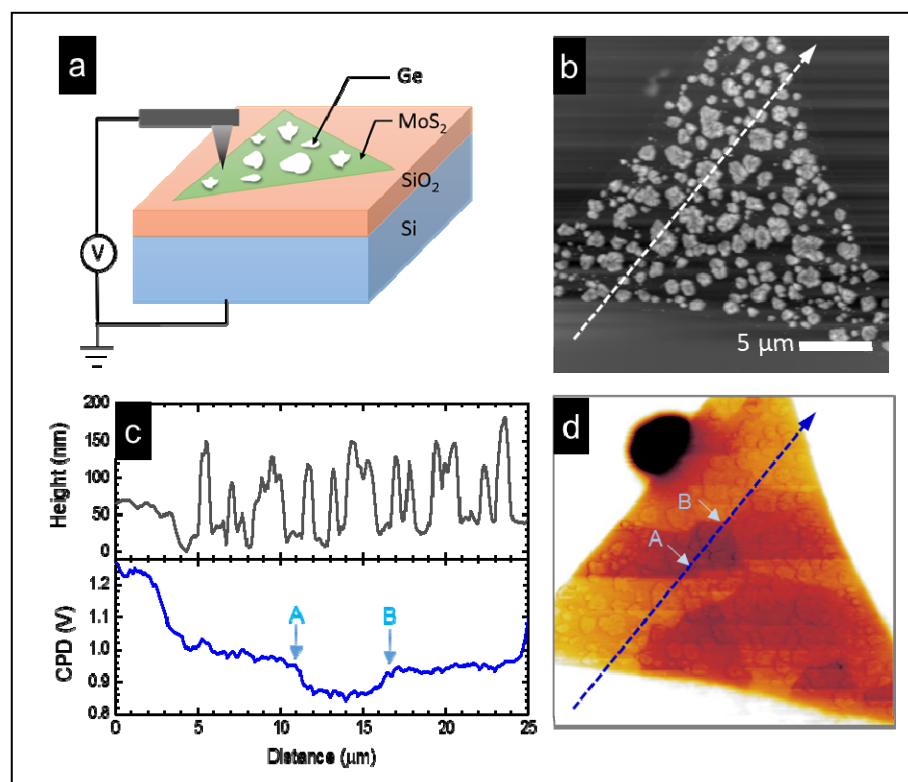 a
Ge
MoS₂
SiO₂
Si
V
b
5 µm
c
Height (nm)
200
150
100
50
0
CPD (V)
1.2
1.1
1.0
0.9
0.8
A
B
0
5
10
15
20
25
Distance (µm)
d
B
A